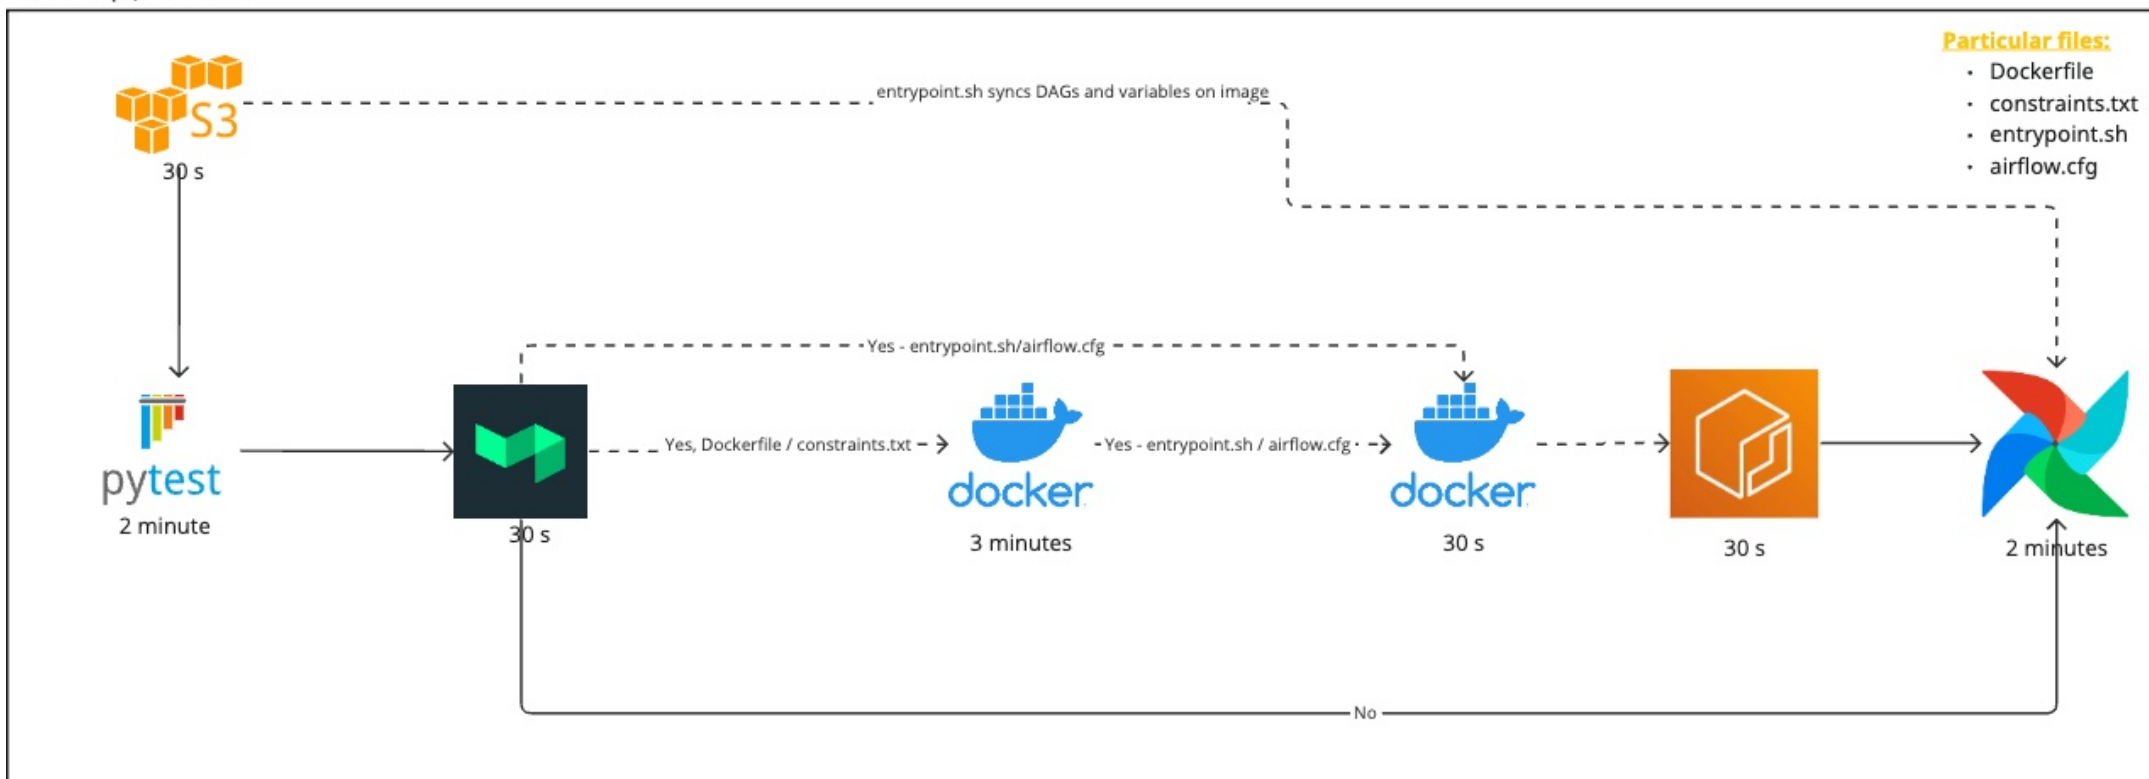 Particular files:
· Dockerfile
· constraints.txt
· entrypoint.sh
· airflow.cfg
S3
30 s
entrypoint.sh syncs DAGs and variables on image
Yes - entrypoint.sh/airflow.cfg
pytest
2 minute
30 s
Yes, Dockerfile / constraints.txt
docker
3 minutes
Yes - entrypoint.sh / airflow.cfg
docker
30 s
30 s
2 minutes
No